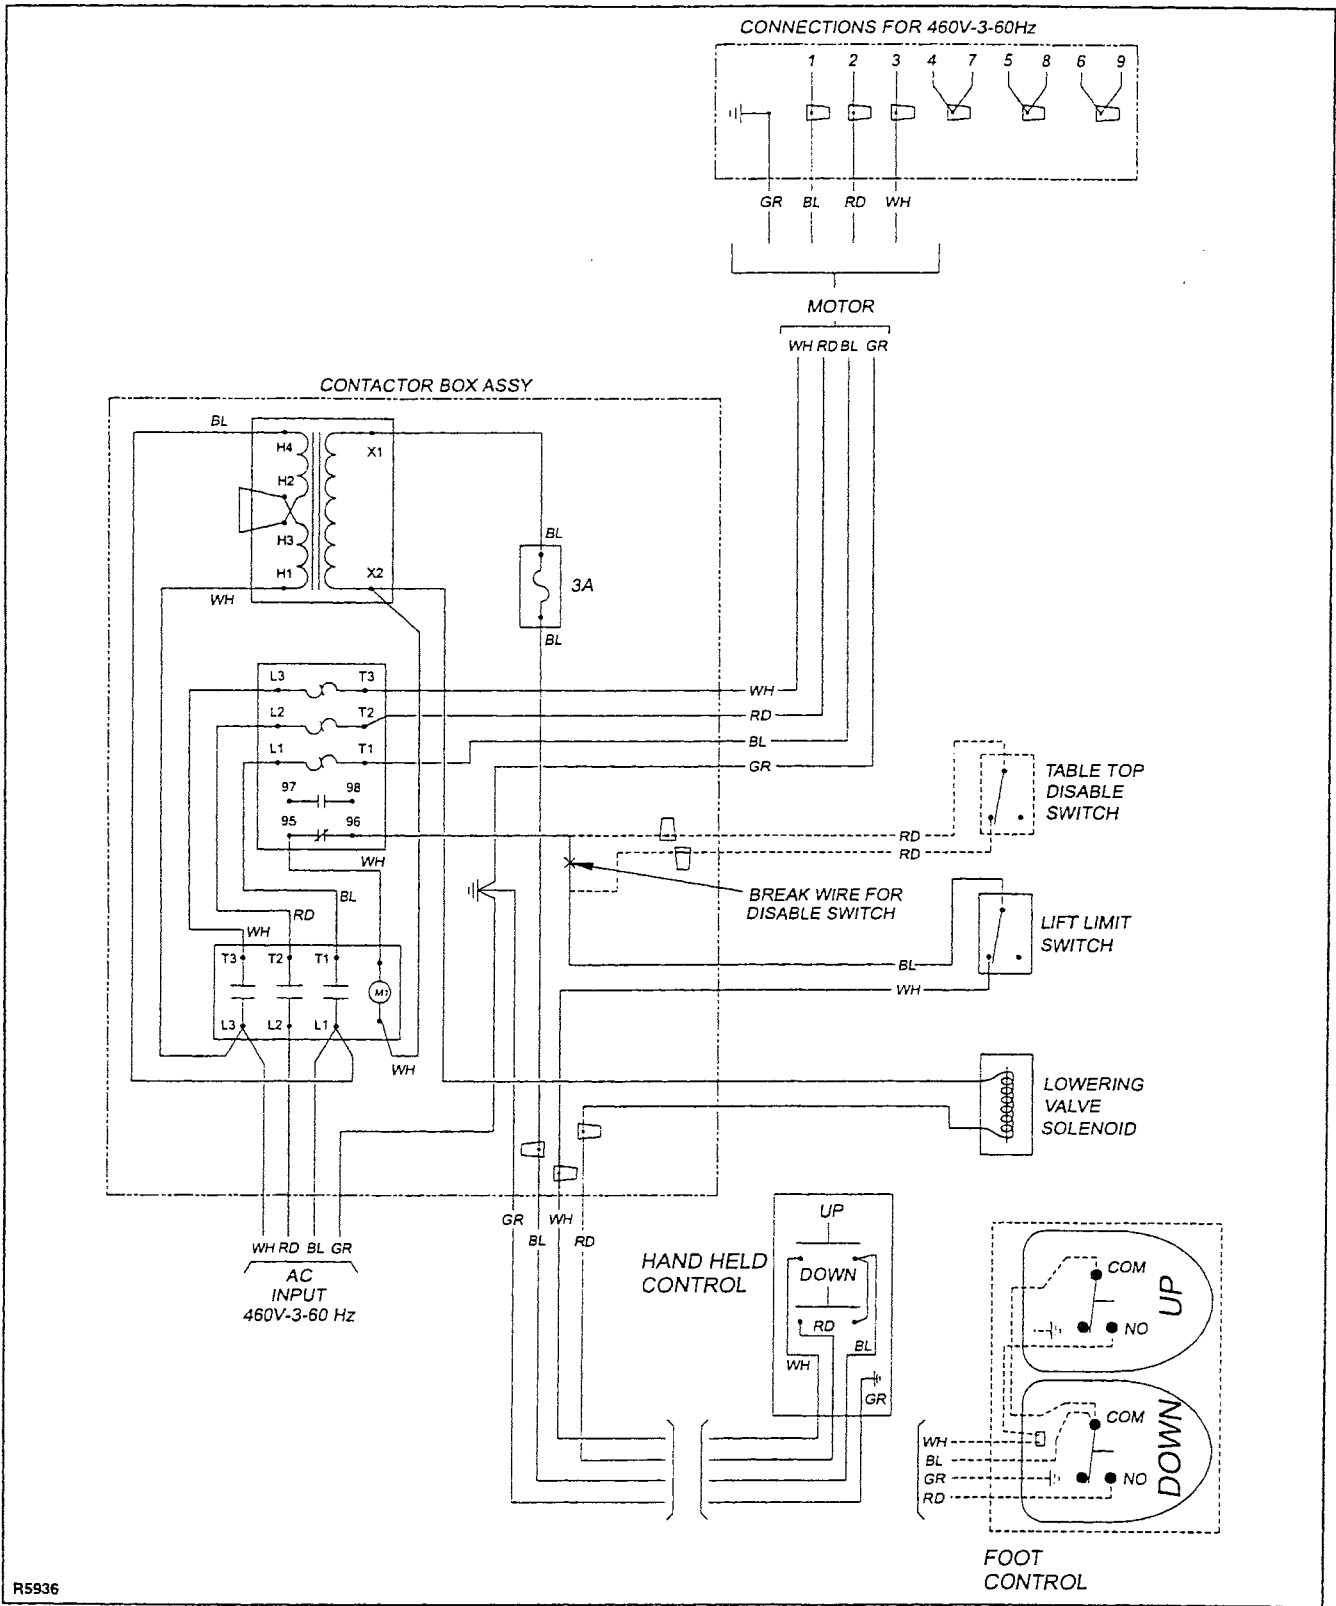 CONNECTIONS FOR 460V-3-60Hz
1 2 3 4 7 5 8 6 9
GR BL RD WH
MOTOR
WH RD BL GR
CONTACTOR BOX ASSY
BL
H4
X1
H2
H3
H1
X2
WH
BL
3A
BL
L3 T3
WH
L2 T2
RD
L1 T1
BL
GR
97 98
95 96
WH
TABLE TOP
DISABLE
SWITCH
RD
RD
BREAK WIRE FOR
DISABLE SWITCH
BL
RD
WH
LIFT LIMIT
SWITCH
BL
WH
T3 T2 T1
M1
L3 L2 L1
WH
LOWERING
VALVE
SOLENOID
GR WH
BL RD
WH RD BL GR
AC
INPUT
460V-3-60 Hz
HAND HELD
CONTROL
UP
DOWN
RD
BL
WH
GR
COM
UP
NO
COM
DOWN
NO
WH
BL
GR
RD
FOOT
CONTROL
R5936